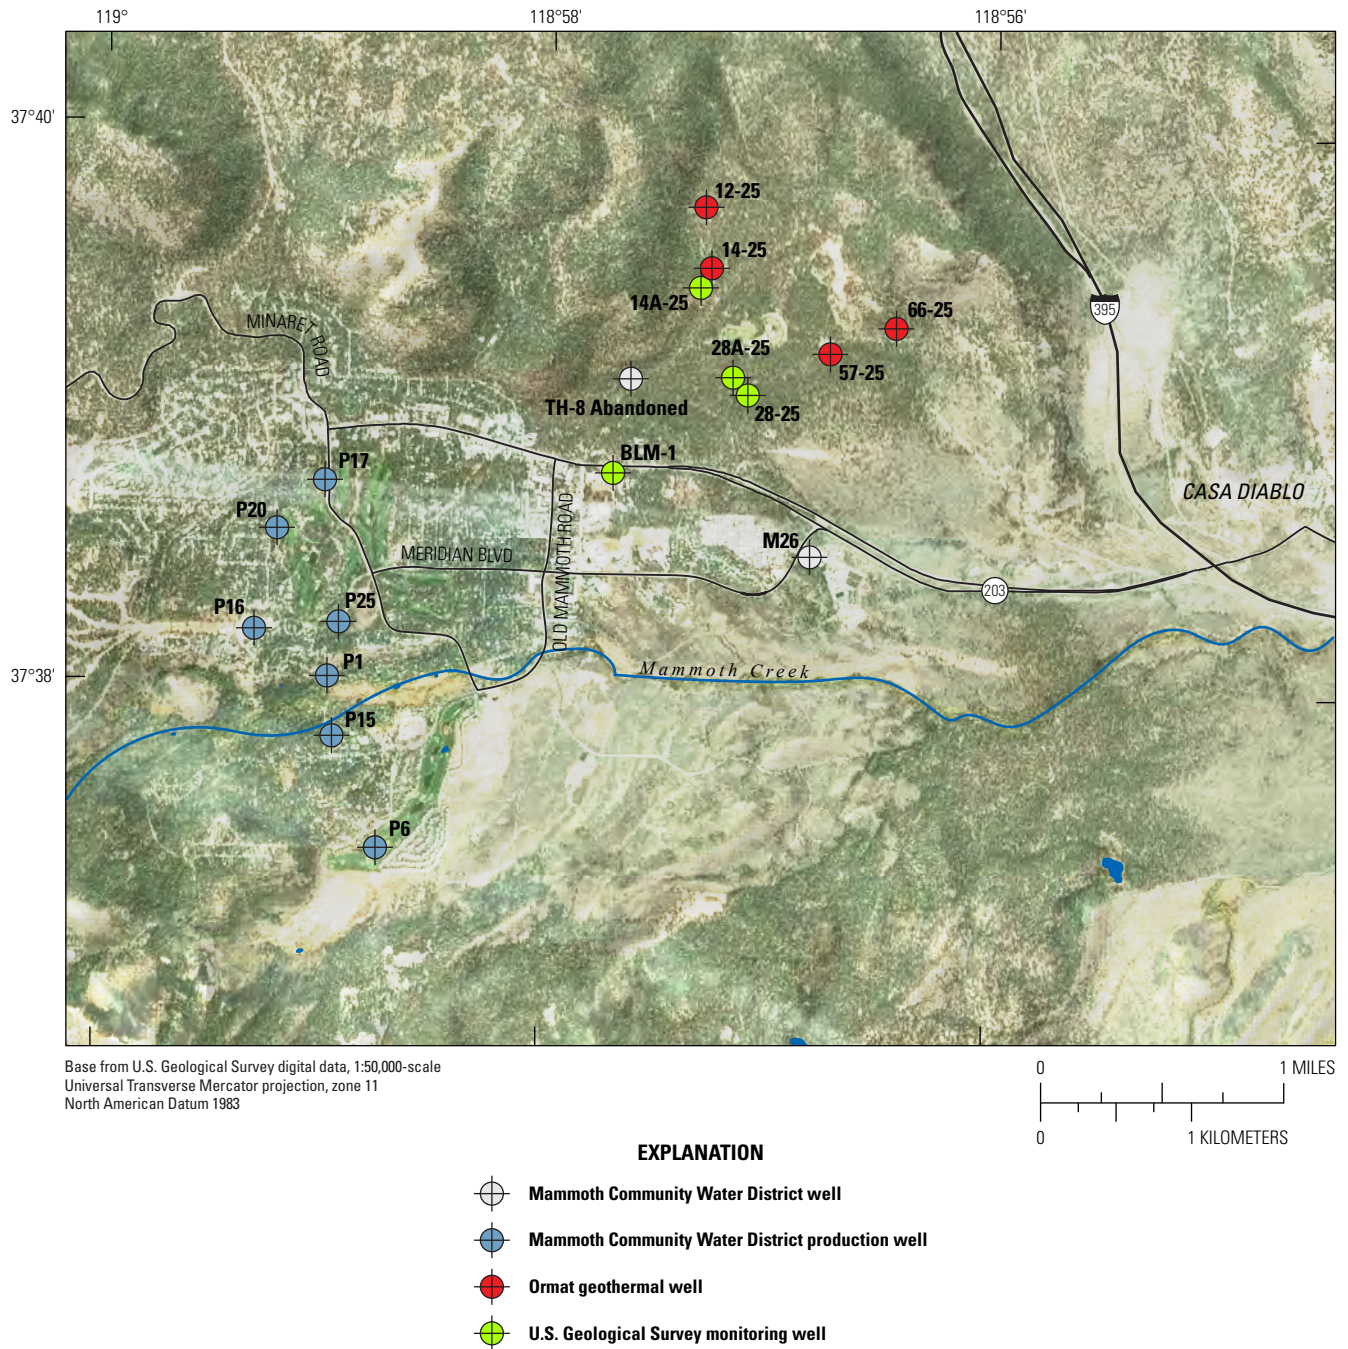 119°
118°58'
118°56'
37°40'
12-25
14-25
14A-25
66-25
395
MINARET ROAD
28A-25
57-25
TH-8 Abandoned
28-25
P17
BLM-1
CASA DIABLO
P20
OLD MAMMOTH ROAD
MERIDIAN BLVD
M26
203
P16
P25
37°38'
P1
Mammoth Creek
P15
P6
Base from U.S. Geological Survey digital data, 1:50,000-scale
Universal Transverse Mercator projection, zone 11
North American Datum 1983
0 1 MILES
0 1 KILOMETERS
EXPLANATION
Mammoth Community Water District well
Mammoth Community Water District production well
Ormat geothermal well
U.S. Geological Survey monitoring well